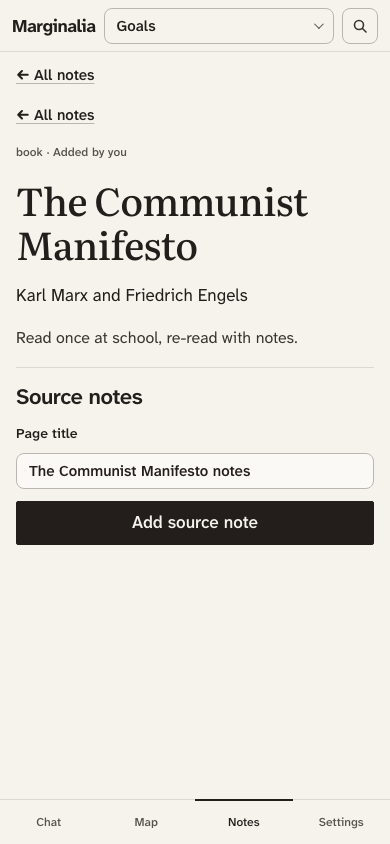 Marginalia
Goals
← All notes
← All notes
book · Added by you
The Communist
Manifesto
Karl Marx and Friedrich Engels
Read once at school, re-read with notes.
Source notes
Page title
The Communist Manifesto notes
Add source note
Chat
Map
Notes
Settings